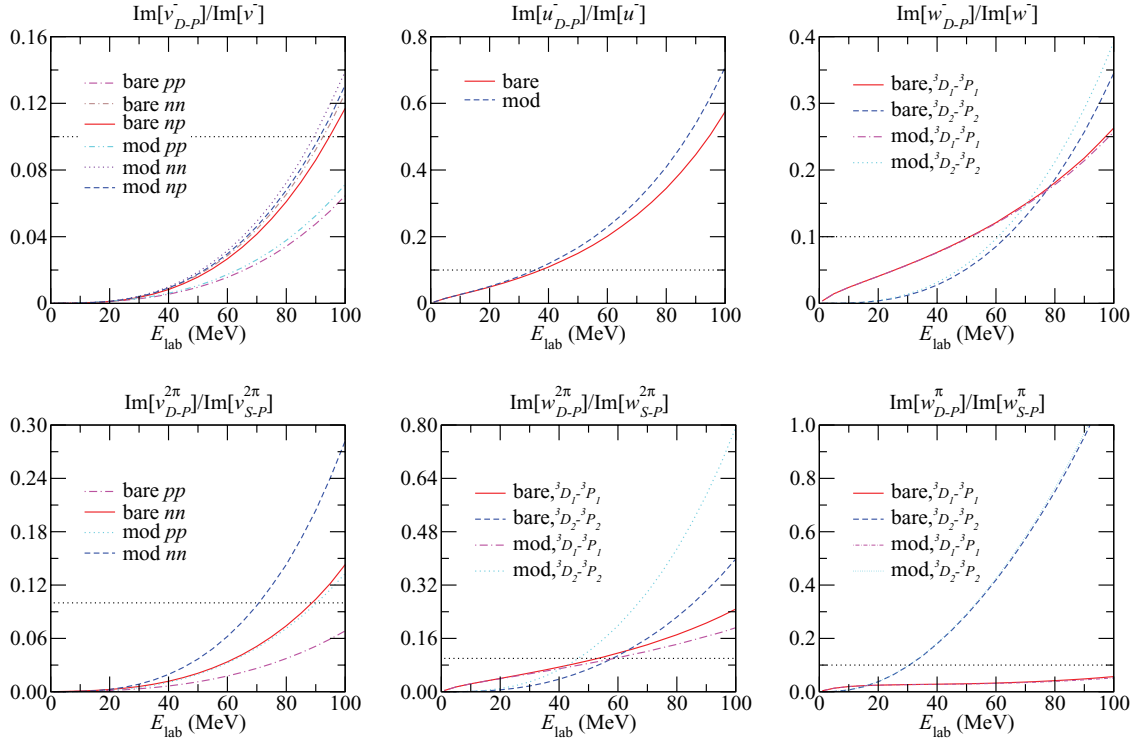 Im[v⁻_{D-P}]/Im[v⁻]
0.16
0.12
0.08
0.04
0
bare pp
bare nn
bare np
mod pp
mod nn
mod np
0 20 40 60 80 100
E_lab (MeV)
Im[u⁻_{D-P}]/Im[u⁻]
0.8
0.6
0.4
0.2
0
bare
mod
0 20 40 60 80 100
E_lab (MeV)
Im[w⁻_{D-P}]/Im[w⁻]
0.4
0.3
0.2
0.1
0
bare,³D₁-³P₁
bare,³D₂-³P₂
mod,³D₁-³P₁
mod,³D₂-³P₂
0 20 40 60 80 100
E_lab (MeV)
Im[v^{2π}_{D-P}]/Im[v^{2π}_{S-P}]
0.30
0.24
0.18
0.12
0.06
0.00
bare pp
bare nn
mod pp
mod nn
0 20 40 60 80 100
E_lab (MeV)
Im[w^{2π}_{D-P}]/Im[w^{2π}_{S-P}]
0.80
0.64
0.48
0.32
0.16
0.00
bare,³D₁-³P₁
bare,³D₂-³P₂
mod,³D₁-³P₁
mod,³D₂-³P₂
0 20 40 60 80 100
E_lab (MeV)
Im[w^{π}_{D-P}]/Im[w^{π}_{S-P}]
1.0
0.8
0.6
0.4
0.2
0.0
bare,³D₁-³P₁
bare,³D₂-³P₂
mod,³D₁-³P₁
mod,³D₂-³P₂
0 20 40 60 80 100
E_lab (MeV)